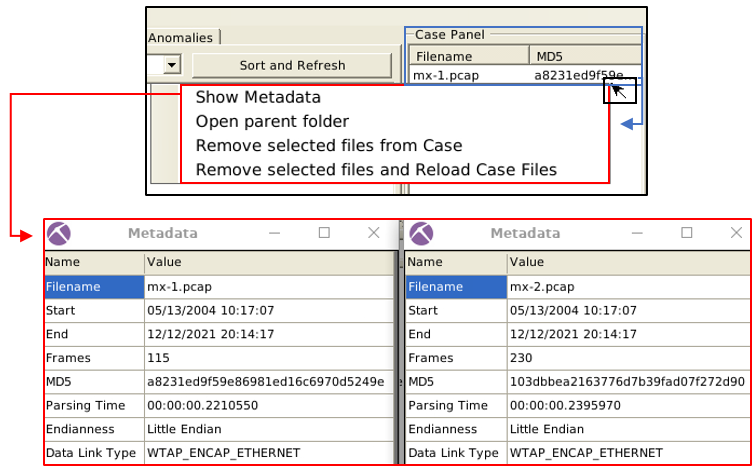 Anomalies
Case Panel
Sort and Refresh
Filename MD5
mx-1.pcap a8231ed9f59e...
Show Metadata
Open parent folder
Remove selected files from Case
Remove selected files and Reload Case Files
Metadata
Name Value
Filename mx-1.pcap
Start 05/13/2004 10:17:07
End 12/12/2021 20:14:17
Frames 115
MD5 a8231ed9f59e86981ed16c6970d5249e
Parsing Time 00:00:00.2210550
Endianness Little Endian
Data Link Type WTAP_ENCAP_ETHERNET
Metadata
Name Value
Filename mx-2.pcap
Start 05/13/2004 10:17:07
End 12/12/2021 20:14:17
Frames 230
MD5 103dbbea2163776d7b39fad07f272d90
Parsing Time 00:00:00.2395970
Endianness Little Endian
Data Link Type WTAP_ENCAP_ETHERNET